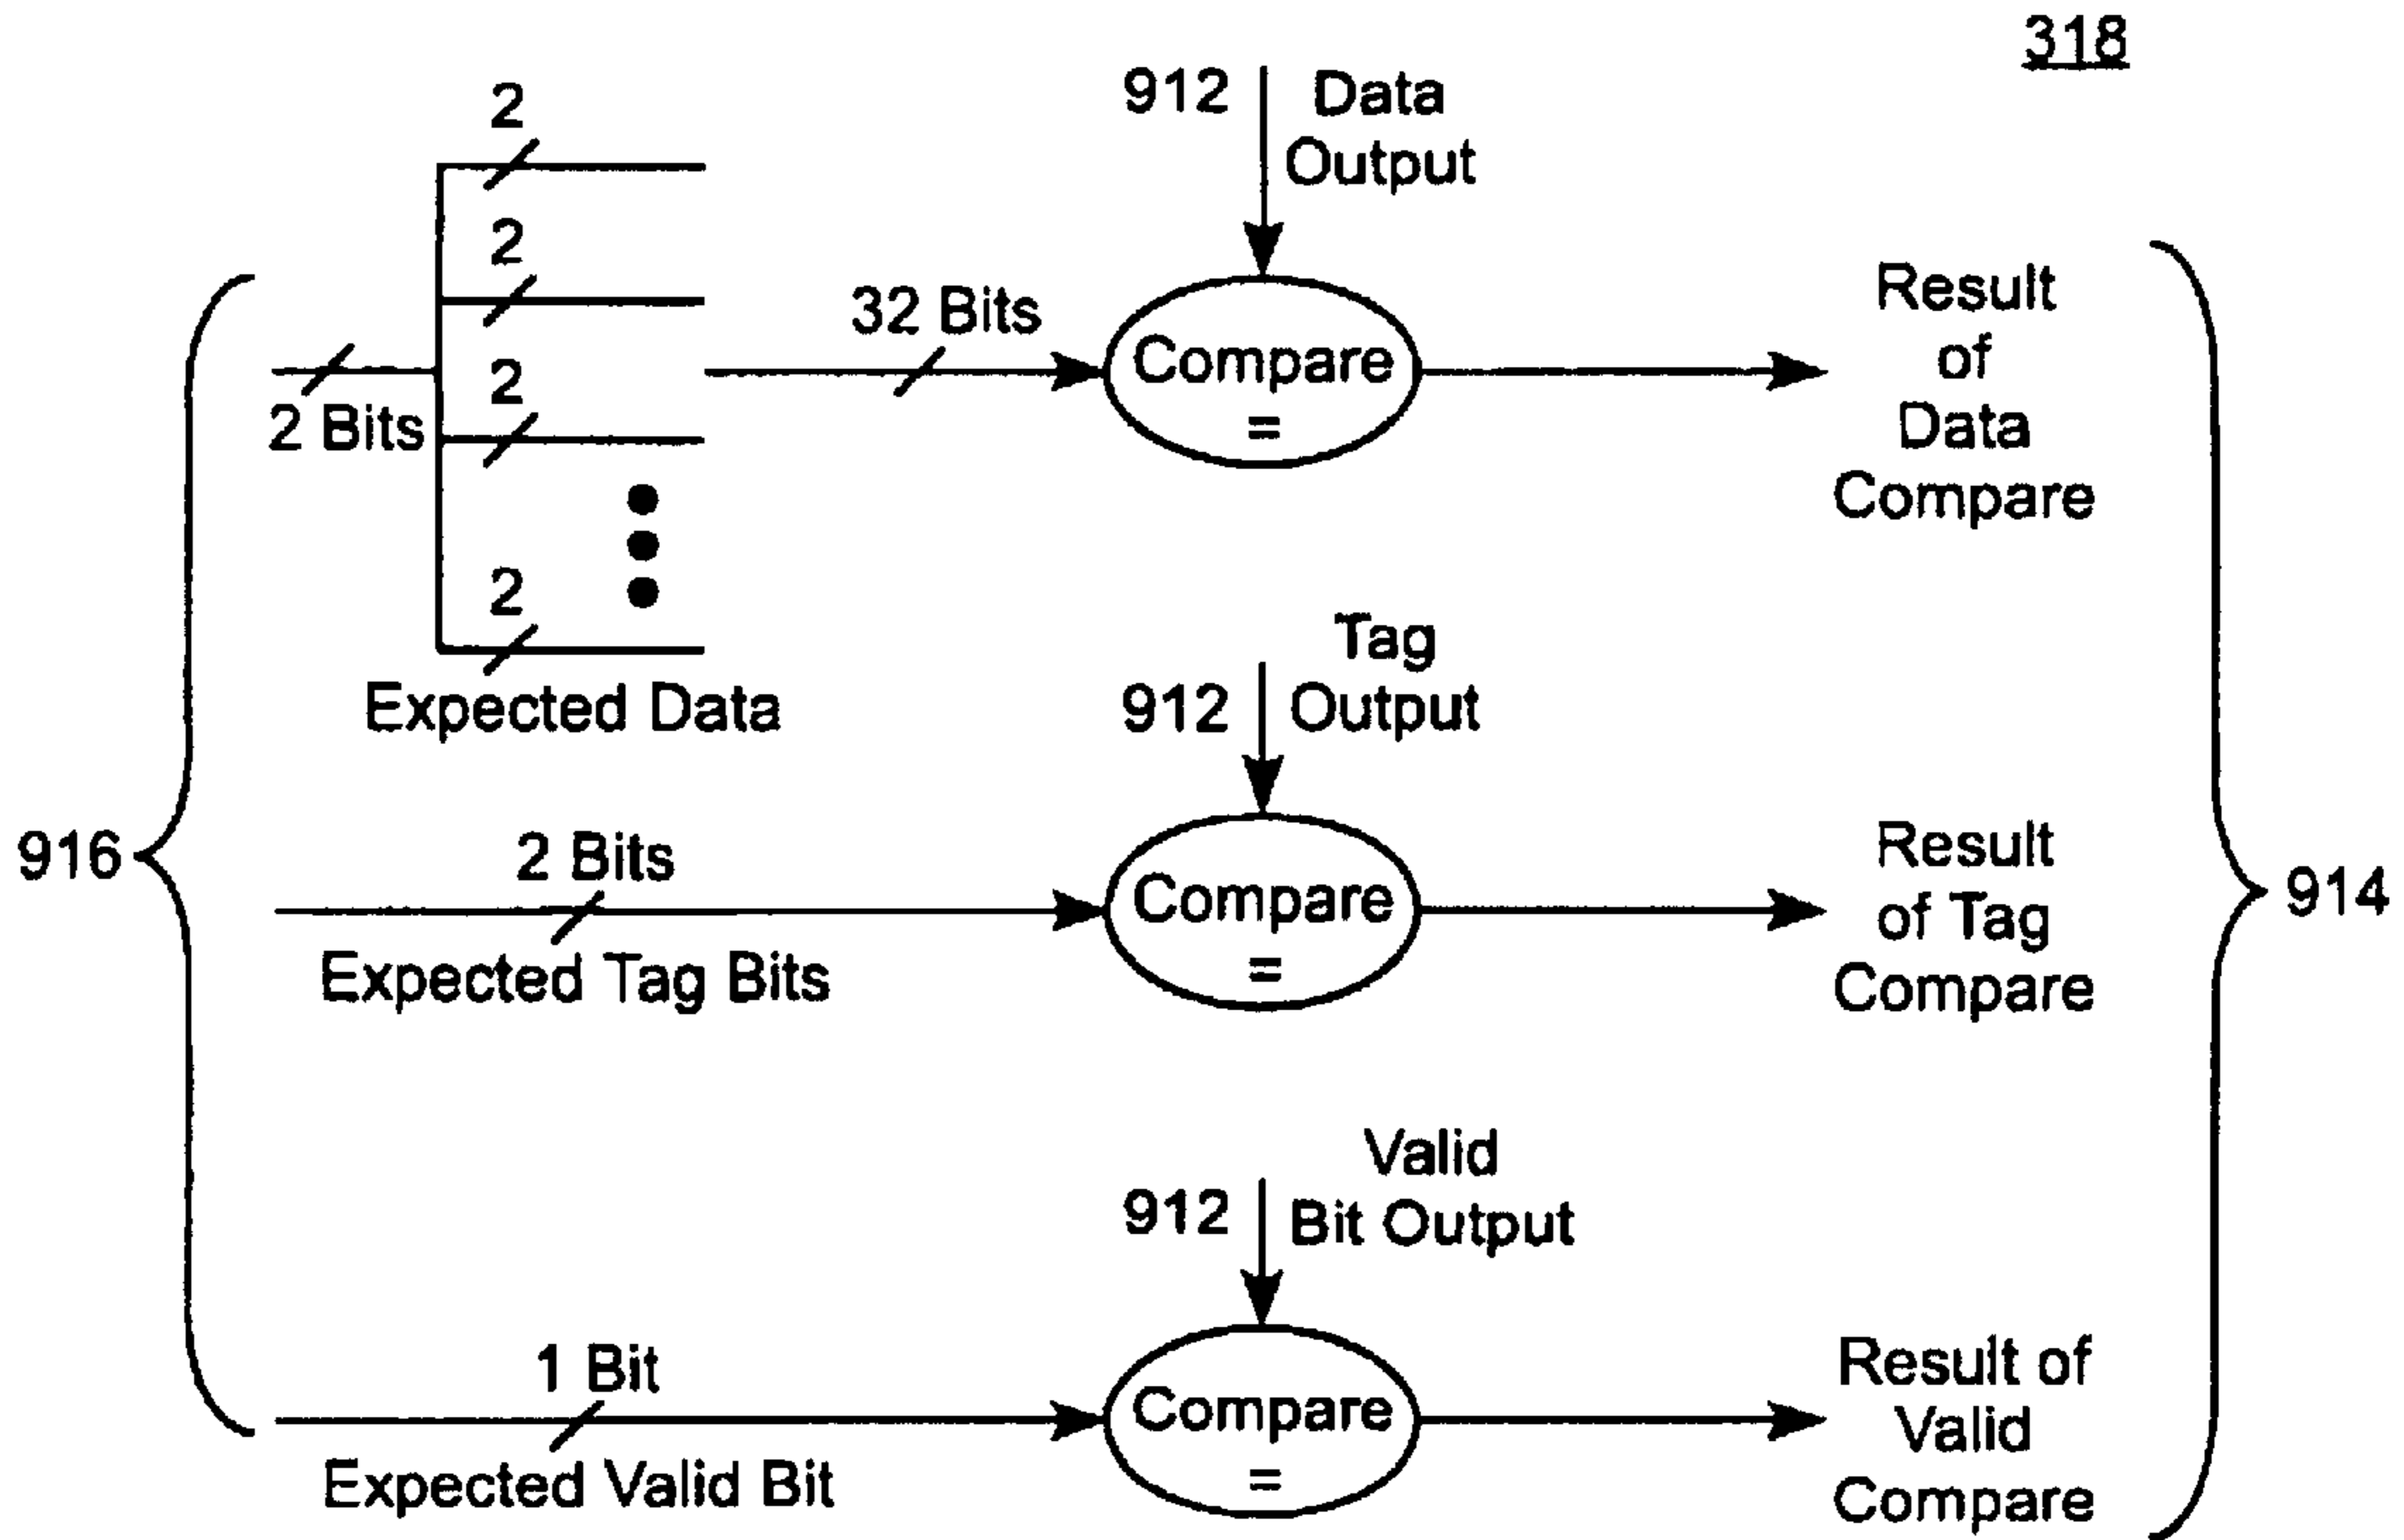 318
2
912
Data
Output
2
32 Bits
Compare
=
Result
of
Data
Compare
2 Bits
2
2
Expected Data
912
Tag
Output
916
2 Bits
Expected Tag Bits
Compare
=
Result
of Tag
Compare
914
912
Valid
Bit Output
1 Bit
Expected Valid Bit
Compare
=
Result of
Valid
Compare